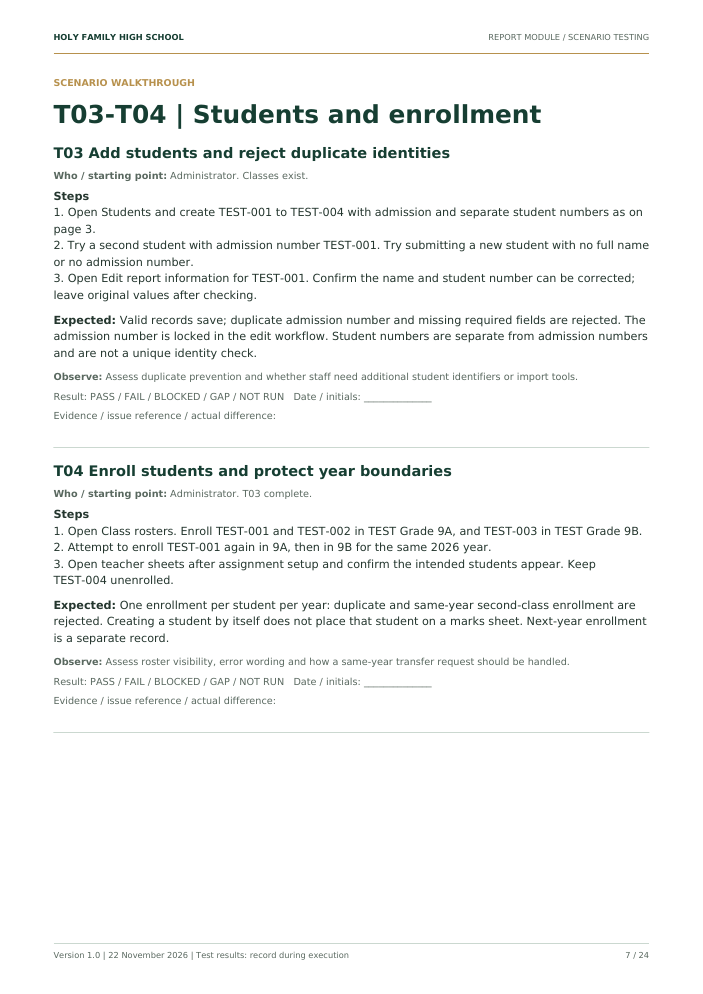 HOLY FAMILY HIGH SCHOOL
REPORT MODULE / SCENARIO TESTING
SCENARIO WALKTHROUGH
T03-T04 | Students and enrollment
T03 Add students and reject duplicate identities
Who / starting point: Administrator. Classes exist.
Steps
1. Open Students and create TEST-001 to TEST-004 with admission and separate student numbers as on
page 3.
2. Try a second student with admission number TEST-001. Try submitting a new student with no full name
or no admission number.
3. Open Edit report information for TEST-001. Confirm the name and student number can be corrected;
leave original values after checking.
Expected: Valid records save; duplicate admission number and missing required fields are rejected. The
admission number is locked in the edit workflow. Student numbers are separate from admission numbers
and are not a unique identity check.
Observe: Assess duplicate prevention and whether staff need additional student identifiers or import tools.
Result: PASS / FAIL / BLOCKED / GAP / NOT RUN   Date / initials: ______________
Evidence / issue reference / actual difference:
T04 Enroll students and protect year boundaries
Who / starting point: Administrator. T03 complete.
Steps
1. Open Class rosters. Enroll TEST-001 and TEST-002 in TEST Grade 9A, and TEST-003 in TEST Grade 9B.
2. Attempt to enroll TEST-001 again in 9A, then in 9B for the same 2026 year.
3. Open teacher sheets after assignment setup and confirm the intended students appear. Keep
TEST-004 unenrolled.
Expected: One enrollment per student per year: duplicate and same-year second-class enrollment are
rejected. Creating a student by itself does not place that student on a marks sheet. Next-year enrollment
is a separate record.
Observe: Assess roster visibility, error wording and how a same-year transfer request should be handled.
Result: PASS / FAIL / BLOCKED / GAP / NOT RUN   Date / initials: ______________
Evidence / issue reference / actual difference:
Version 1.0 | 22 November 2026 | Test results: record during execution
7 / 24